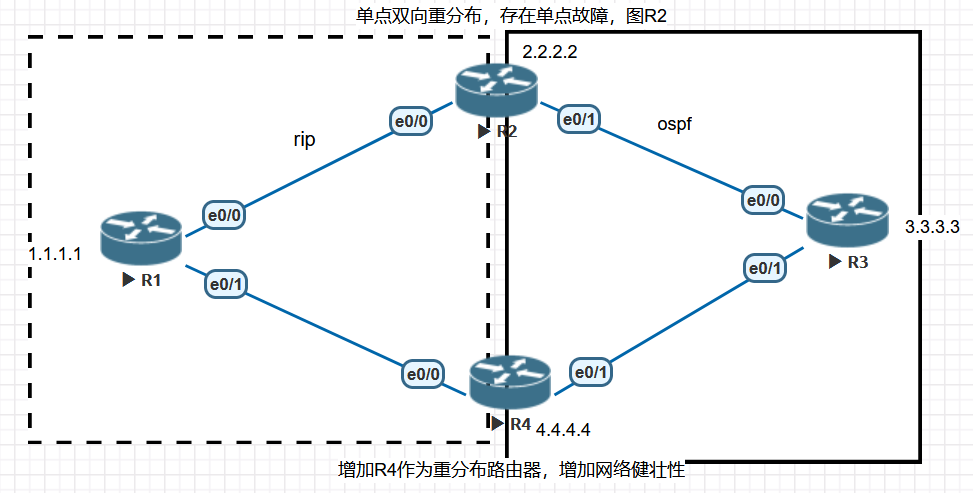 单点双向重分布，存在单点故障，图R2
2.2.2.2
e0/0
e0/1
R2
rip
ospf
e0/0
e0/0
1.1.1.1
3.3.3.3
R1
R3
e0/1
e0/1
e0/0
e0/1
R4
4.4.4.4
增加R4作为重分布路由器，增加网络健壮性